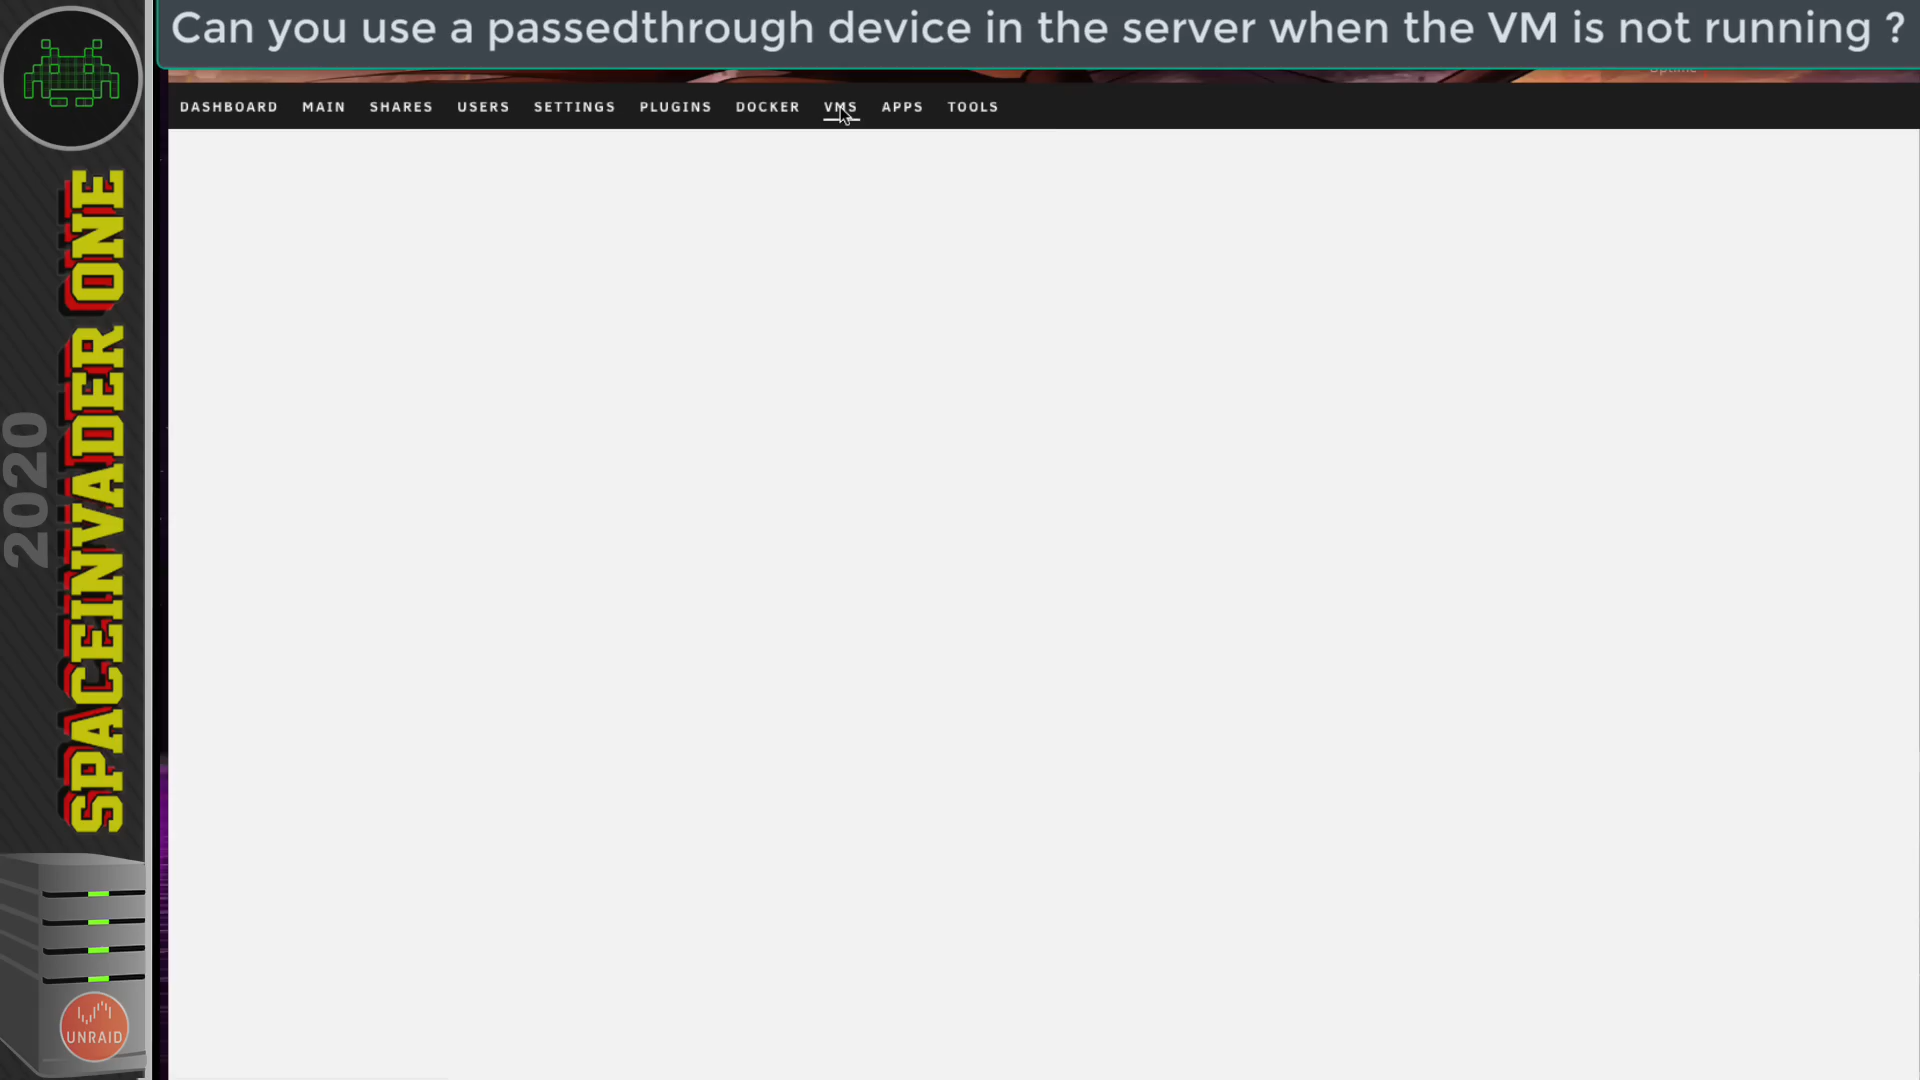 Can you use a passedthrough device in the server when the VM is not running ?
Uptime
DASHBOARD MAIN SHARES USERS SETTINGS PLUGINS DOCKER VMS APPS TOOLS
2020
SPACEINVADER ONE
UNRAID